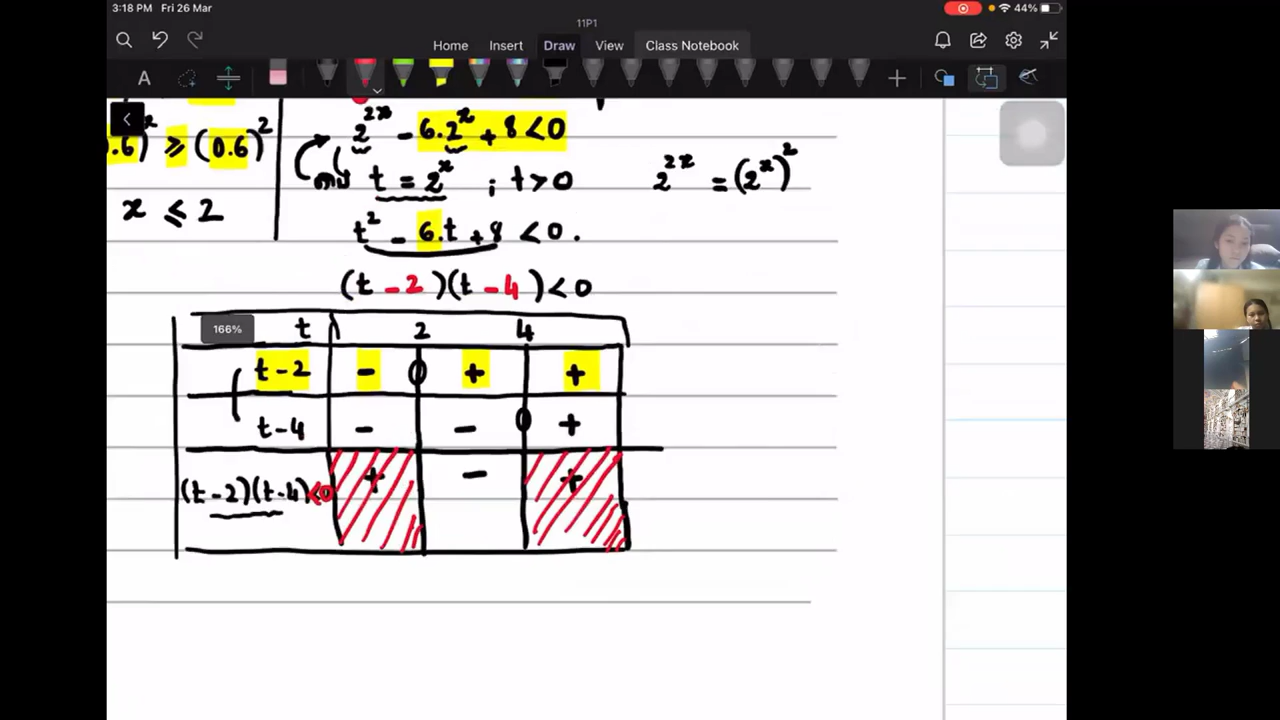 3:18 PM Fri 26 Mar
44%
11P1
Home Insert Draw View Class Notebook
2^{2x} - 6.2^x + 8 < 0
.6)^x ≥ (0.6)^2
t = 2^x ; t > 0
2^{2x} = (2^x)^2
x ≤ 2
t^2 - 6.t + 8 < 0.
(t - 2)(t - 4) < 0
166%
t 2 4
t-2 - 0 + +
t-4 - - 0 +
(t-2)(t-4)<0 + - +